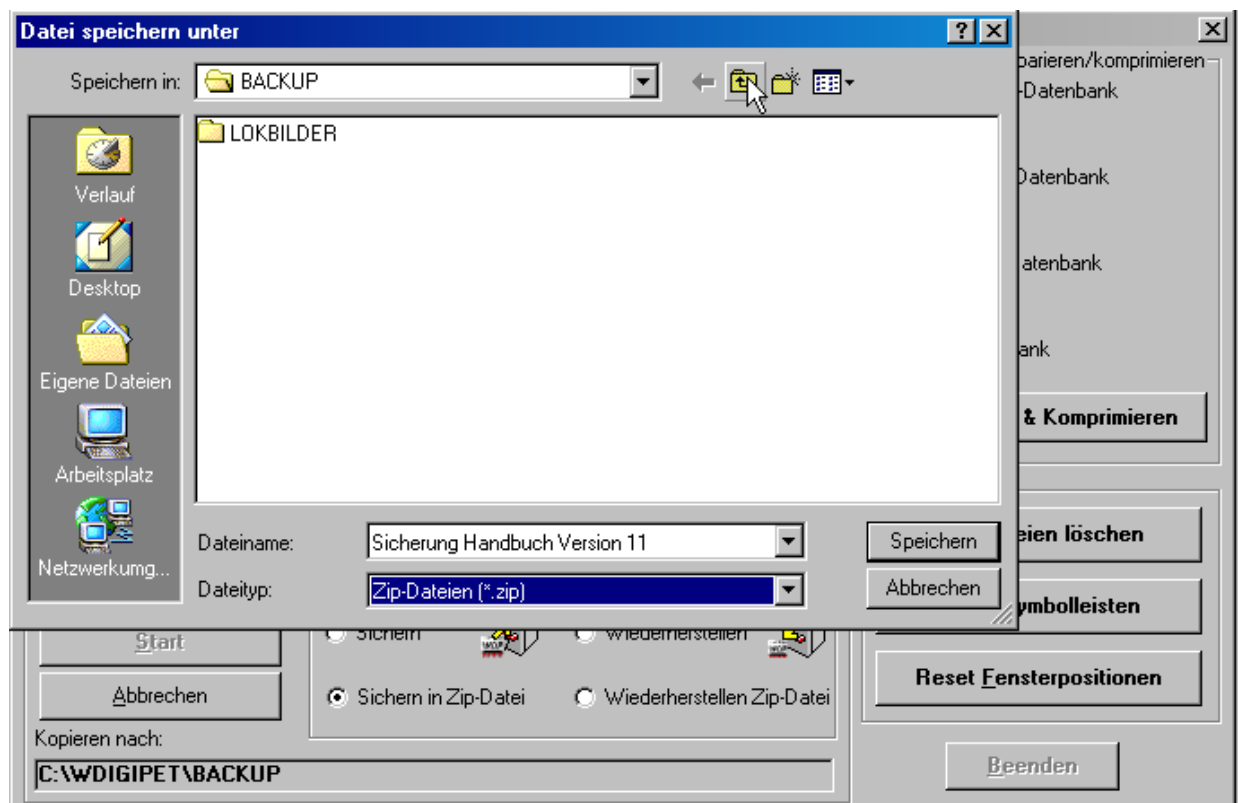 Datei speichern unter
Speichern in:
BACKUP
LOKBILDER
Verlauf
Desktop
Eigene Dateien
Arbeitsplatz
Netzwerkumg...
Dateiname:
Sicherung Handbuch Version 11
Speichern
Dateityp:
Zip-Dateien (*.zip)
Abbrechen
parieren/komprimieren
-Datenbank
Datenbank
atenbank
ank
& Komprimieren
eien löschen
ymbolleisten
Reset Fensterpositionen
Start
Sichern
Wiederherstellen
Abbrechen
Sichern in Zip-Datei
Wiederherstellen Zip-Datei
Kopieren nach:
C:\WDIGIPET\BACKUP
Beenden